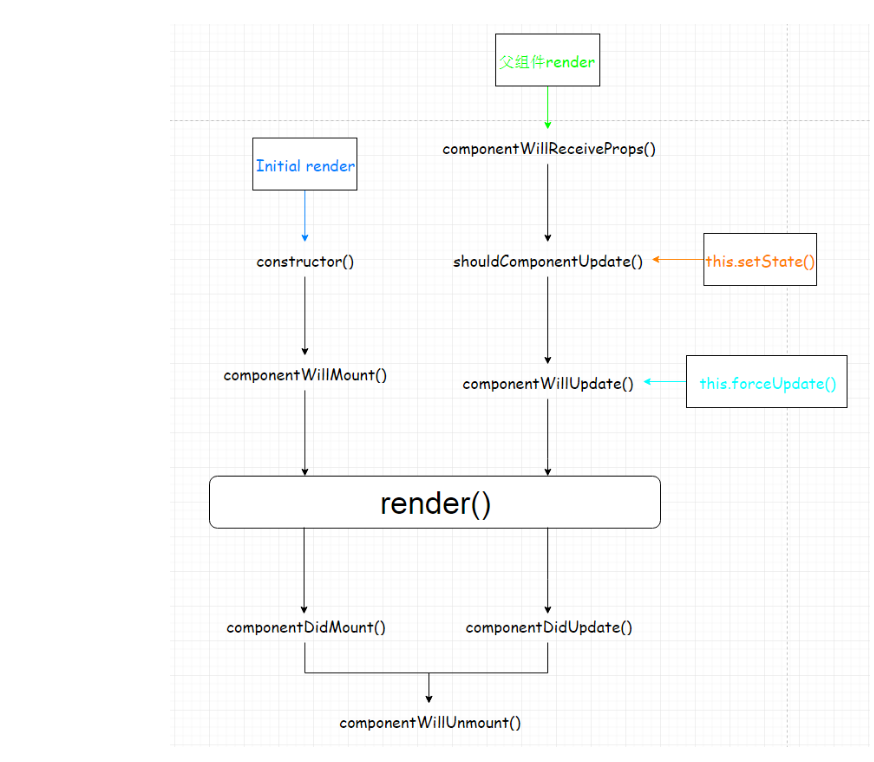 父组件render
componentWillReceiveProps()
Initial render
constructor()
shouldComponentUpdate()
this.setState()
componentWillMount()
componentWillUpdate()
this.forceUpdate()
render()
componentDidMount()
componentDidUpdate()
componentWillUnmount()